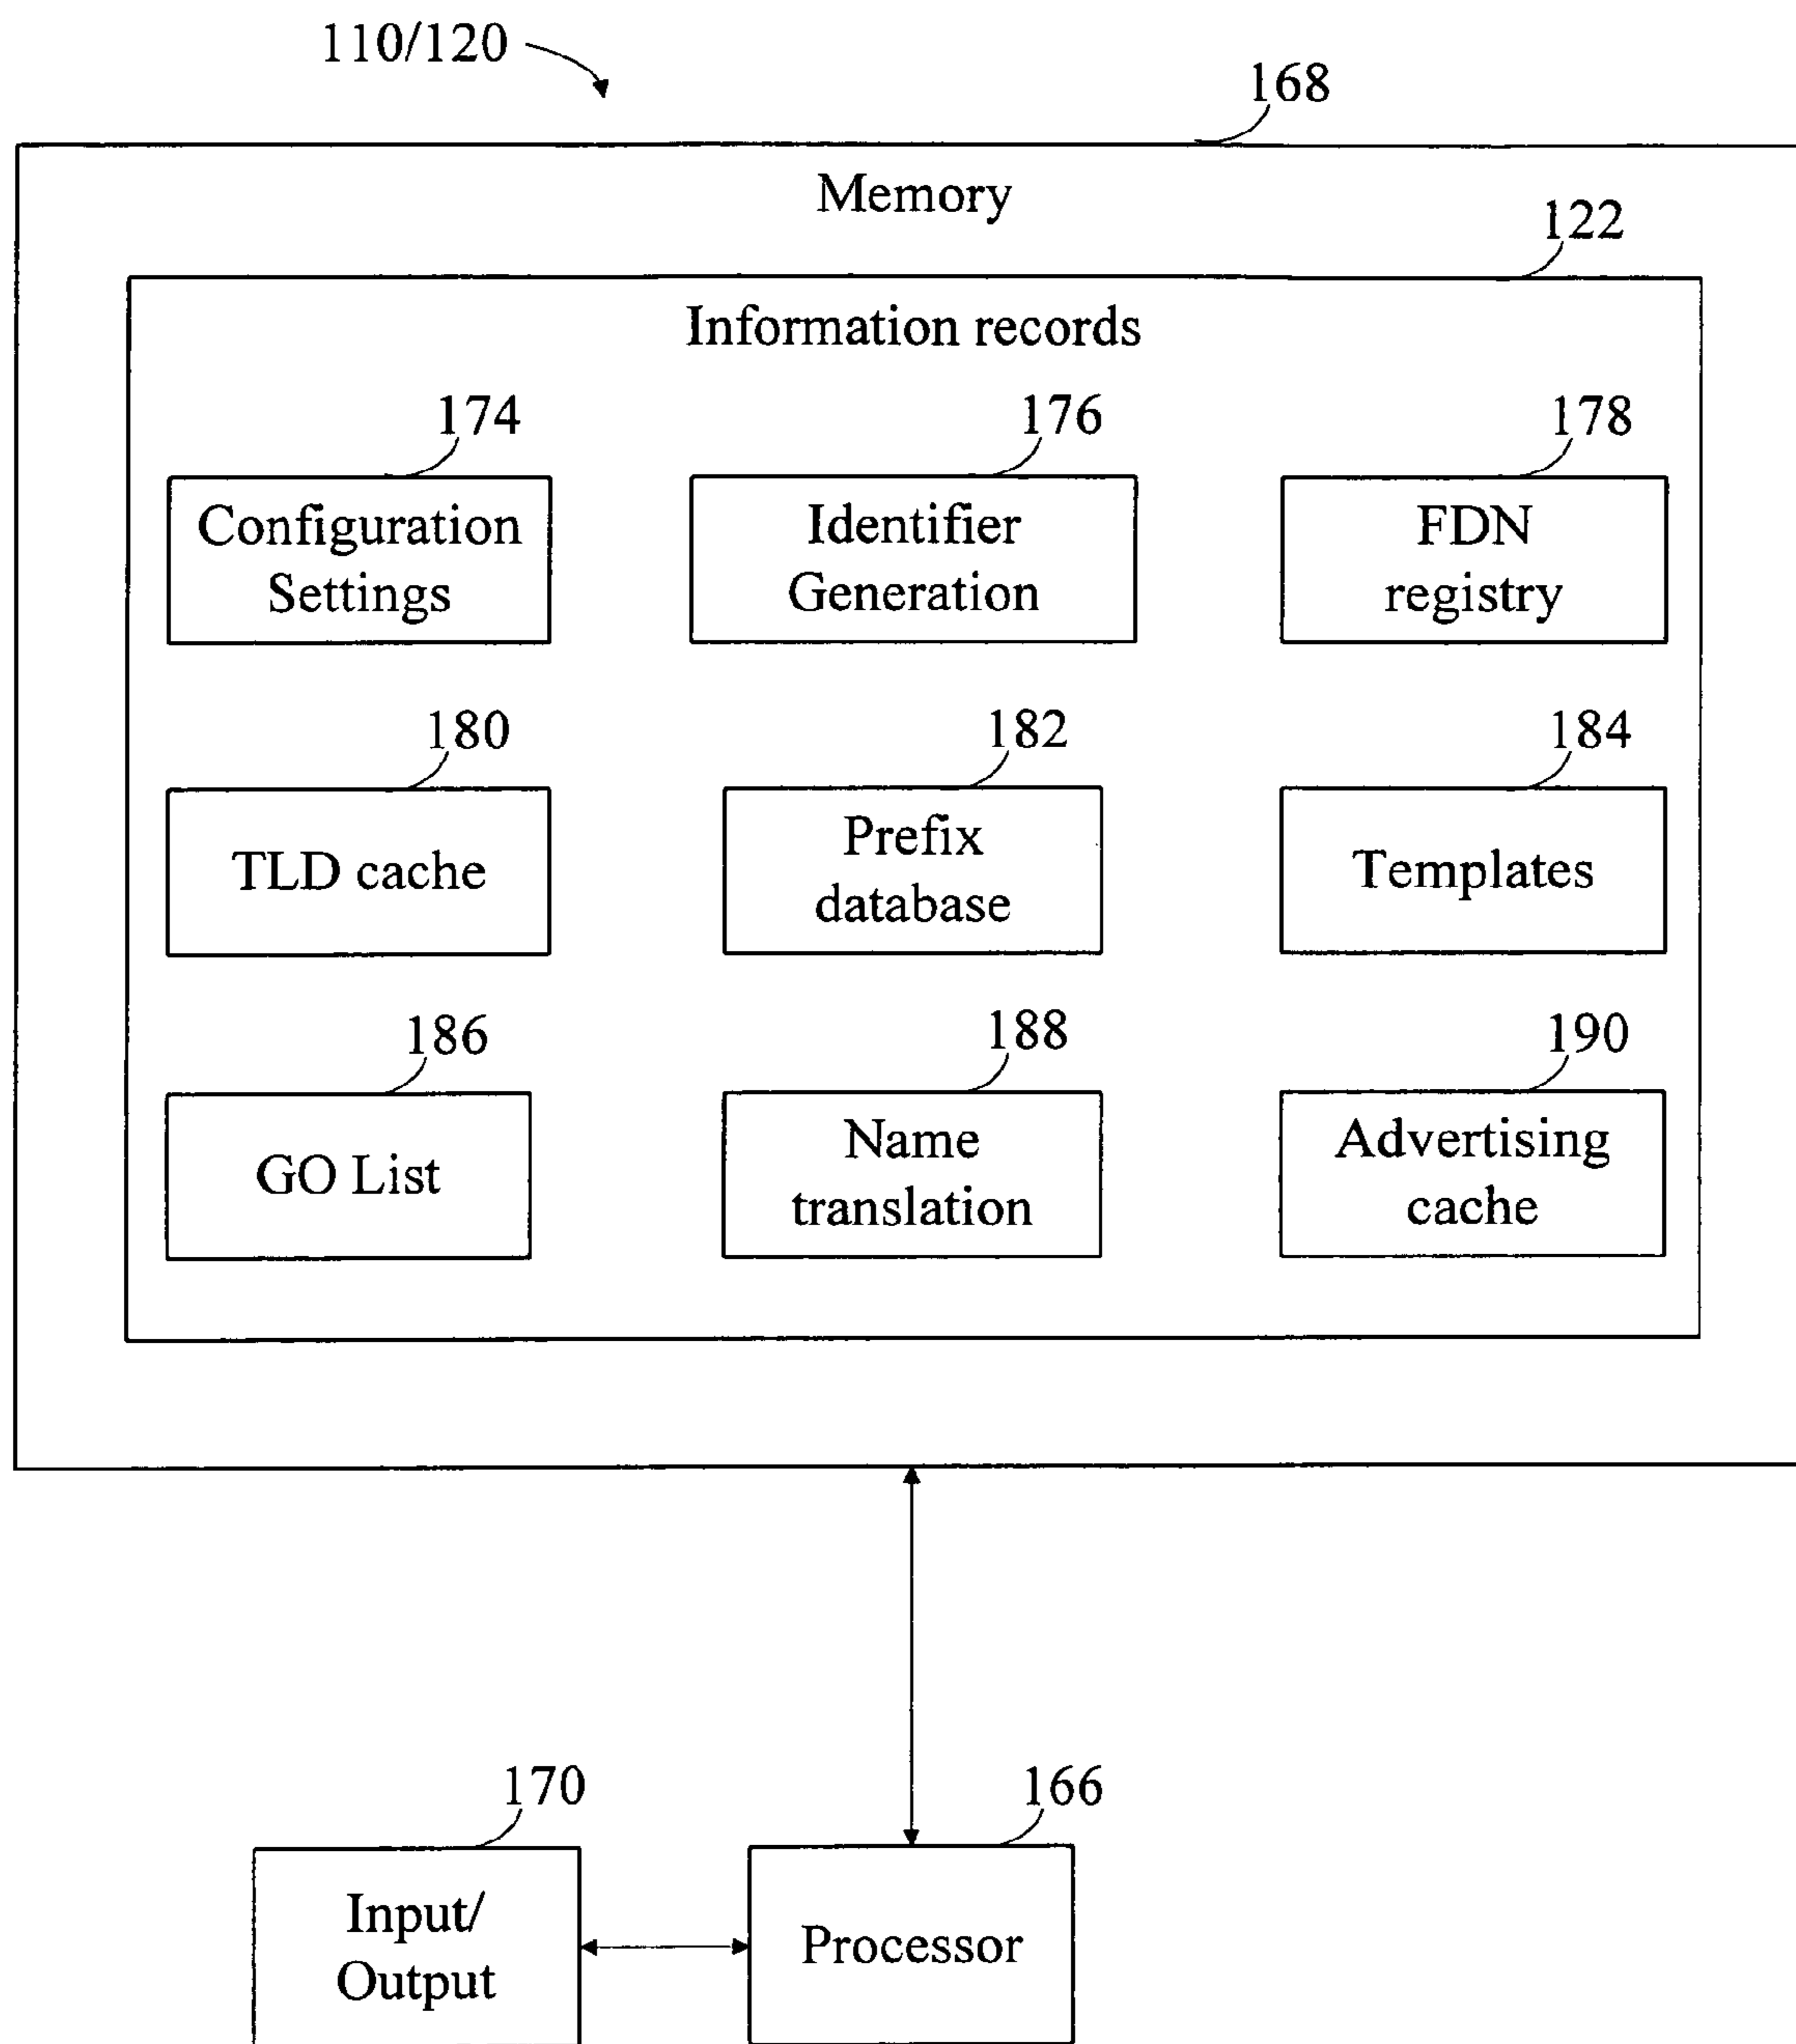 110/120
168
Memory
122
Information records
174
176
178
Configuration
Settings
Identifier
Generation
FDN
registry
180
182
184
TLD cache
Prefix
database
Templates
186
188
190
GO List
Name
translation
Advertising
cache
170
166
Input/
Output
Processor